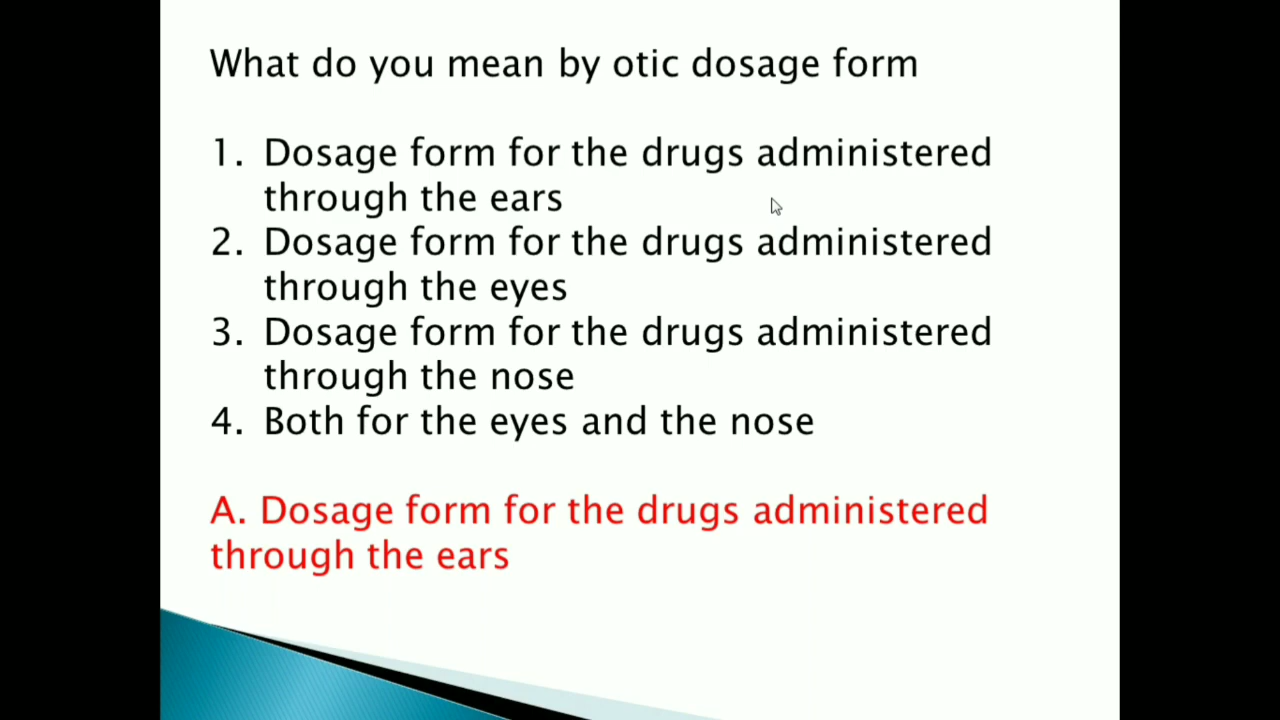 What do you mean by otic dosage form
1. Dosage form for the drugs administered
through the ears
2. Dosage form for the drugs administered
through the eyes
3. Dosage form for the drugs administered
through the nose
4. Both for the eyes and the nose
A. Dosage form for the drugs administered
through the ears